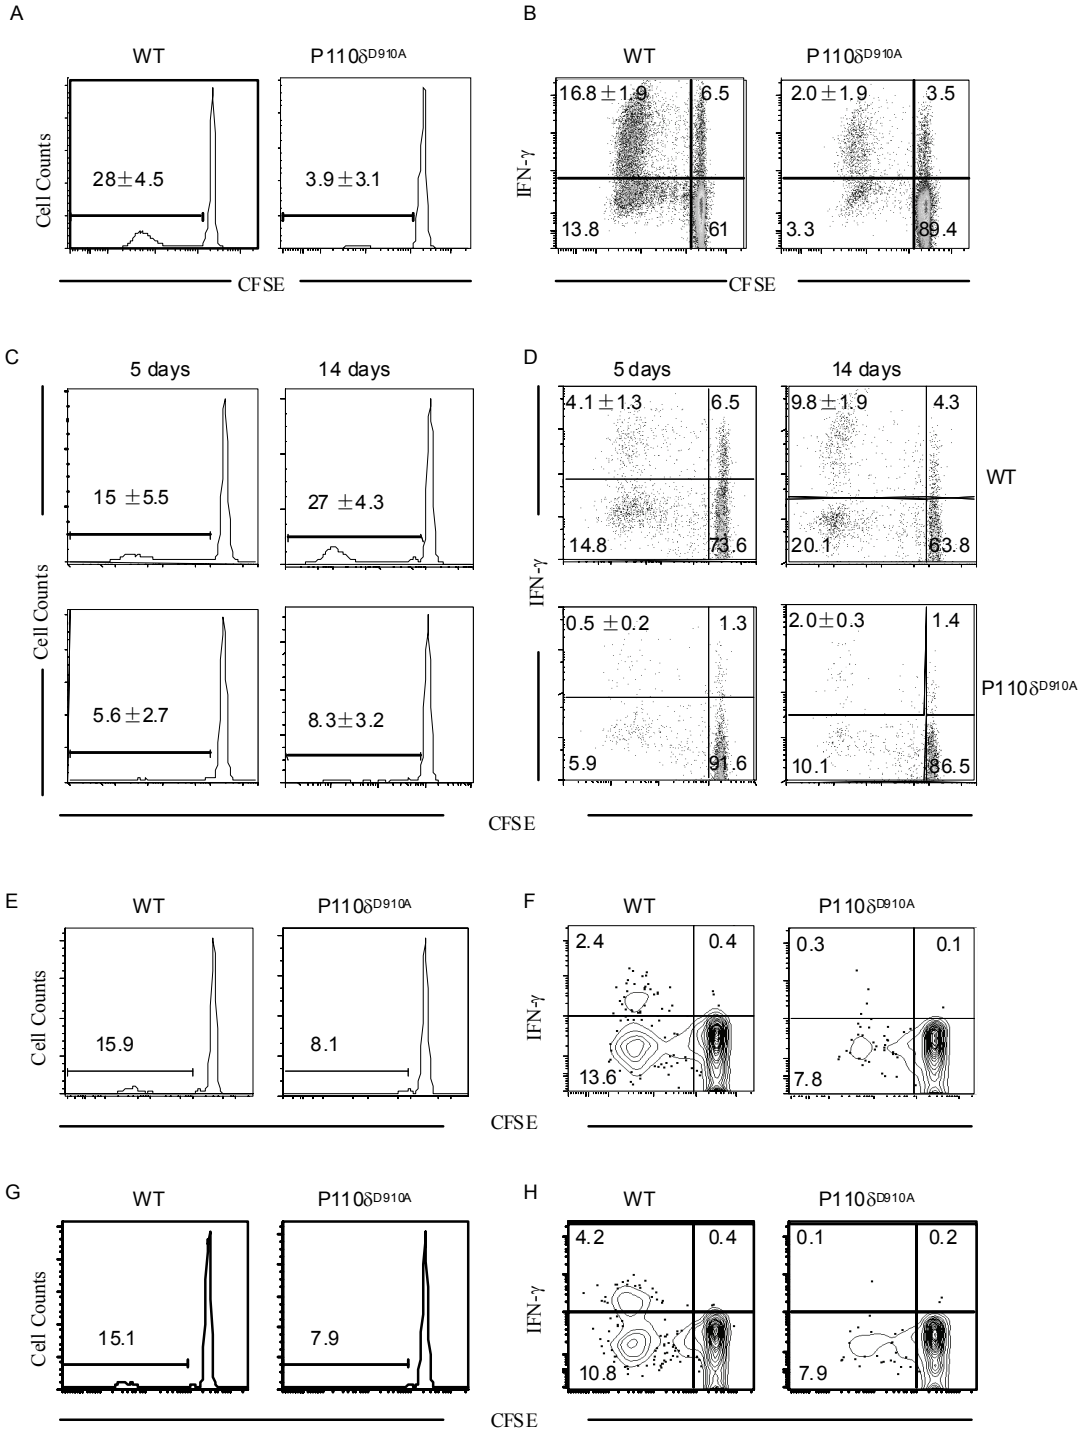 A
B
WT
P110δD910A
WT
P110δD910A
Cell Counts
28±4.5
3.9±3.1
IFN-γ
16.8±1.9
6.5
2.0±1.9
3.5
13.8
61
3.3
89.4
CFSE
CFSE
C
D
5 days
14 days
5 days
14 days
Cell Counts
15 ±5.5
27 ±4.3
IFN-γ
4.1±1.3
6.5
9.8±1.9
4.3
WT
14.8
73.6
20.1
63.8
5.6±2.7
8.3±3.2
0.5 ±0.2
1.3
2.0±0.3
1.4
P110δD910A
5.9
91.6
10.1
86.5
CFSE
E
F
WT
P110δD910A
WT
P110δD910A
Cell Counts
15.9
8.1
IFN-γ
2.4
0.4
0.3
0.1
13.6
7.8
CFSE
G
H
WT
P110δD910A
WT
P110δD910A
Cell Counts
15.1
7.9
IFN-γ
4.2
0.4
0.1
0.2
10.8
7.9
CFSE